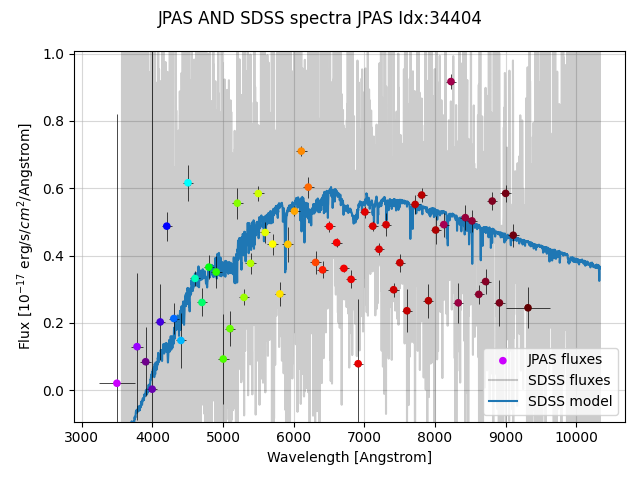 JPAS AND SDSS spectra JPAS Idx:34404
1.0
0.8
0.6
0.4
0.2
0.0
Flux [10⁻¹⁷ erg/s/cm²/Angstrom]
JPAS fluxes
SDSS fluxes
SDSS model
3000 4000 5000 6000 7000 8000 9000 10000
Wavelength [Angstrom]